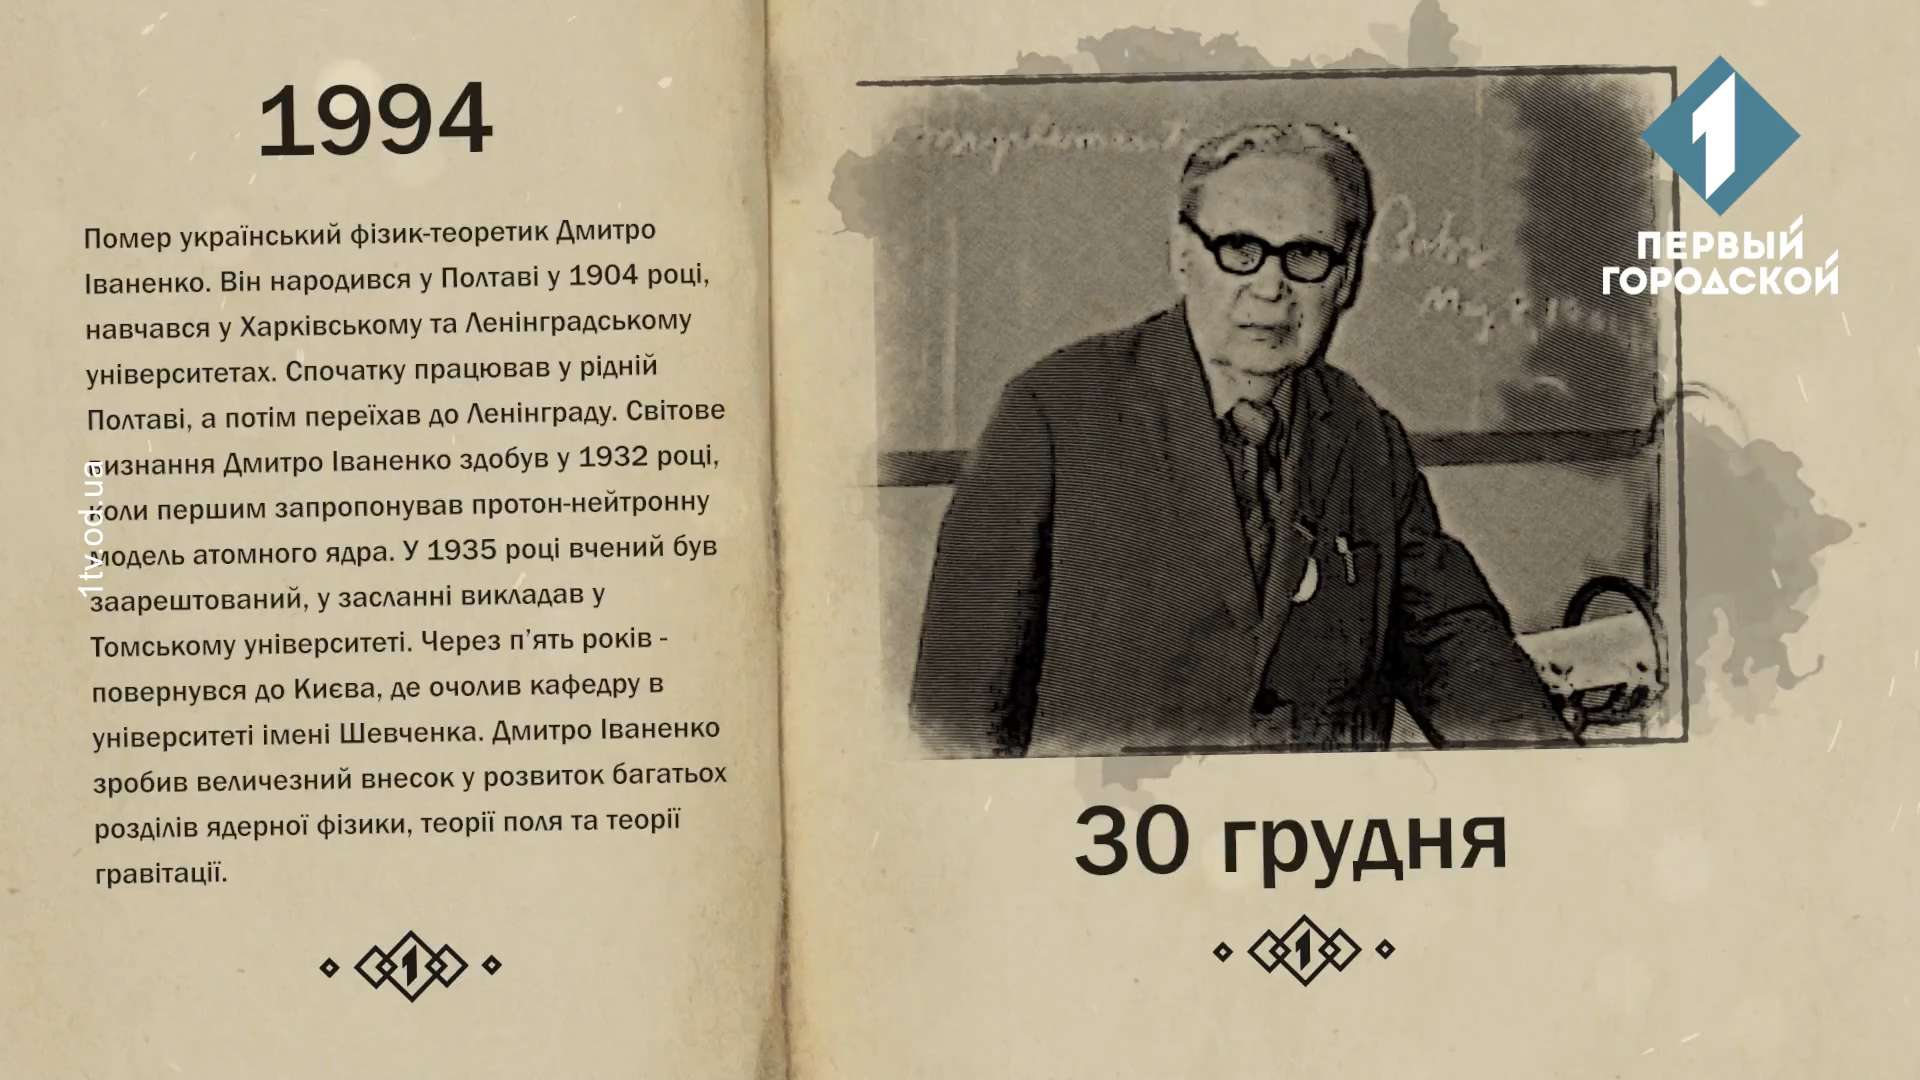 1994
Помер український фізик-теоретик Дмитро
Іваненко. Він народився у Полтаві у 1904 році,
навчався у Харківському та Ленінградському
університетах. Спочатку працював у рідній
Полтаві, а потім переїхав до Ленінграду. Світове
визнання Дмитро Іваненко здобув у 1932 році,
коли першим запропонував протон-нейтронну
модель атомного ядра. У 1935 році вчений був
заарештований, у засланні викладав у
Томському університеті. Через п’ять років -
повернувся до Києва, де очолив кафедру в
університеті імені Шевченка. Дмитро Іваненко
зробив величезний внесок у розвиток багатьох
розділів ядерної фізики, теорії поля та теорії
гравітації.
1
1tv.od.ua
1
ПЕРВЫЙ
ГОРОДСКОЙ
30 грудня
1